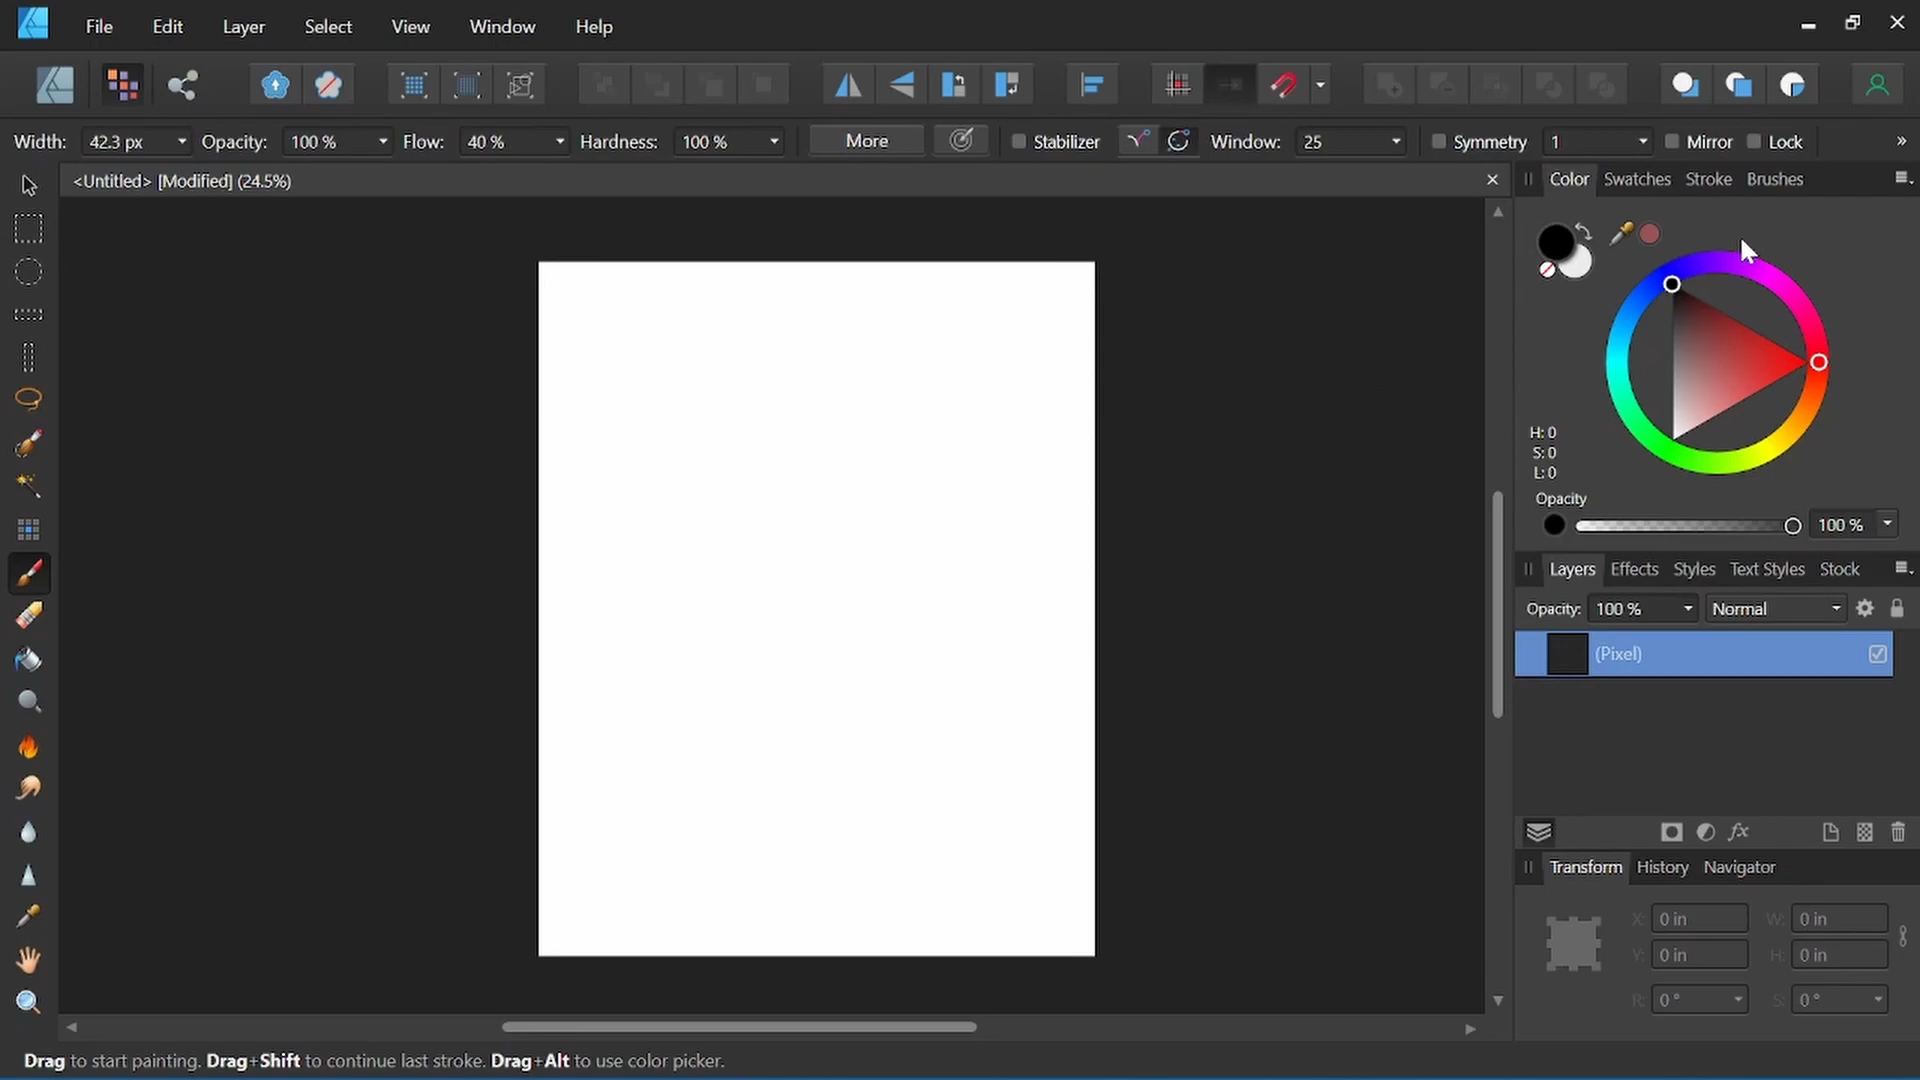 File Edit Layer Select View Window Help
Width: 42.3 px Opacity: 100 % Flow: 40 % Hardness: 100 % More Stabilizer Window: 25 Symmetry 1 Mirror Lock »
<Untitled> [Modified] (24.5%)
Color Swatches Stroke Brushes
H: 0
S: 0
L: 0
Opacity
100 %
Layers Effects Styles Text Styles Stock
Opacity: 100 % Normal
(Pixel)
fx
Transform History Navigator
X: 0 in W: 0 in
Y: 0 in H: 0 in
R: 0 ° S: 0 °
Drag to start painting. Drag+Shift to continue last stroke. Drag+Alt to use color picker.